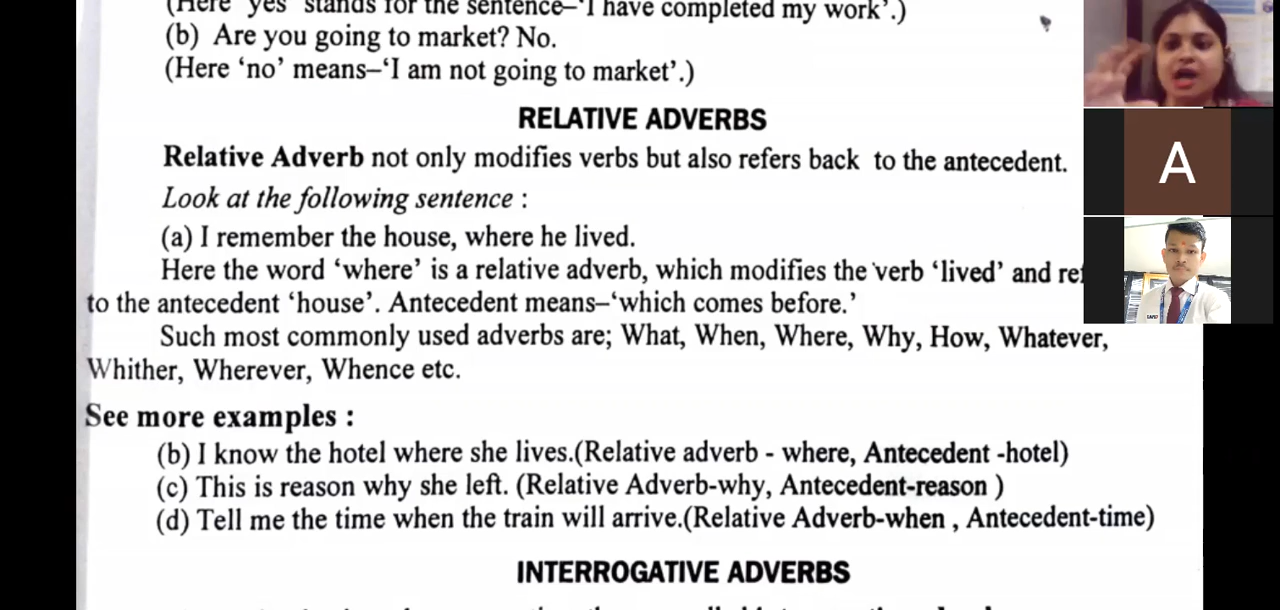 (Here 'yes' stands for the sentence–'I have completed my work'.)
(b) Are you going to market? No.
(Here 'no' means–'I am not going to market'.)
RELATIVE ADVERBS
Relative Adverb not only modifies verbs but also refers back to the antecedent.
Look at the following sentence :
(a) I remember the house, where he lived.
Here the word 'where' is a relative adverb, which modifies the verb 'lived' and
to the antecedent 'house'. Antecedent means–'which comes before.'
Such most commonly used adverbs are; What, When, Where, Why, How, Whatever,
Whither, Wherever, Whence etc.
See more examples :
(b) I know the hotel where she lives.(Relative adverb - where, Antecedent -hotel)
(c) This is reason why she left. (Relative Adverb-why, Antecedent-reason )
(d) Tell me the time when the train will arrive.(Relative Adverb-when , Antecedent-time)
INTERROGATIVE ADVERBS
A